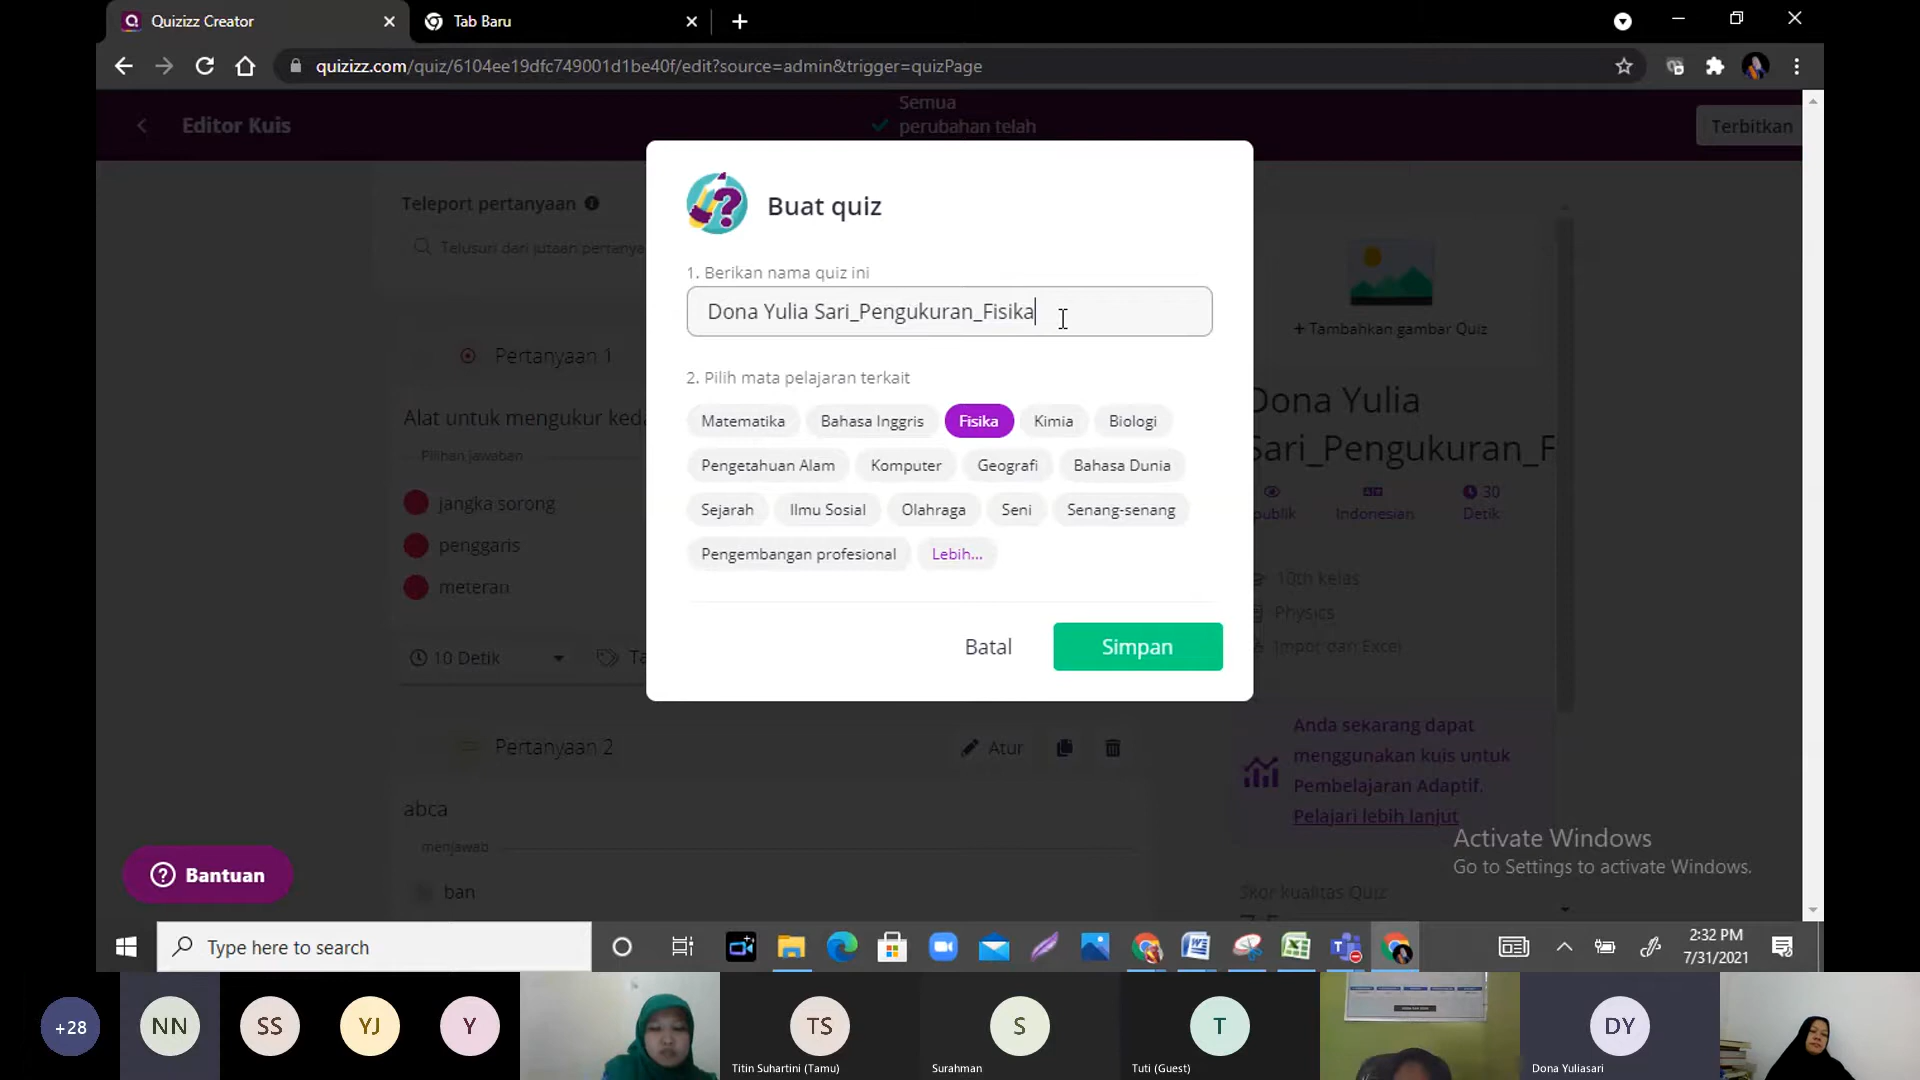 Quizizz Creator
Tab Baru
quizizz.com/quiz/6104ee19dfc749001d1be40f/edit?source=admin&trigger=quizPage
Editor Kuis
Semua
perubahan telah
Terbitkan
Teleport pertanyaan
Telusuri dari jutaan pertanya
Pertanyaan 1
Alat untuk mengukur keda
Pilihan jawaban
jangka sorong
penggaris
meteran
10 Detik
Ta
Pertanyaan 2
Atur
abca
menjawab
ban
Bantuan
Buat quiz
1. Berikan nama quiz ini
Dona Yulia Sari_Pengukuran_Fisika
2. Pilih mata pelajaran terkait
Matematika Bahasa Inggris Fisika Kimia Biologi
Pengetahuan Alam Komputer Geografi Bahasa Dunia
Sejarah Ilmu Sosial Olahraga Seni Senang-senang
Pengembangan profesional Lebih...
Batal Simpan
+ Tambahkan gambar Quiz
Dona Yulia
Sari_Pengukuran_F
publik Indonesian 30 Detik
10th kelas
Physics
Impor dari Excel
Anda sekarang dapat
menggunakan kuis untuk
Pembelajaran Adaptif.
Pelajari lebih lanjut
Skor kualitas Quiz
Activate Windows
Go to Settings to activate Windows.
Type here to search
2:32 PM
7/31/2021
+28
NN
SS
YJ
Y
TS
Titin Suhartini (Tamu)
S
Surahman
T
Tuti (Guest)
DY
Dona Yuliasari